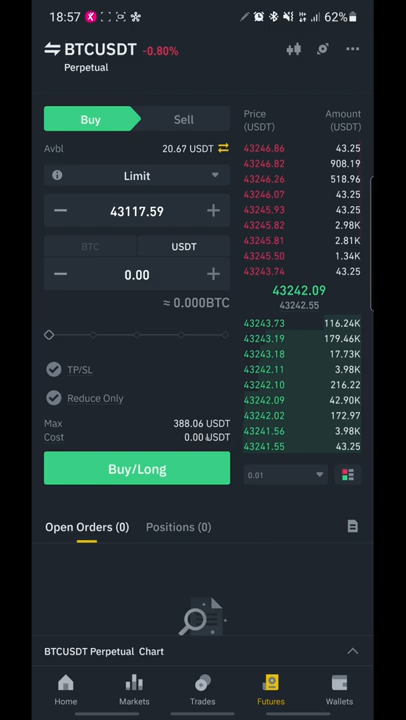 18:57 62%
BTCUSDT -0.80%
Perpetual
Buy Sell
Avbl 20.67 USDT
Limit
43117.59
BTC USDT
0.00
≈ 0.000BTC
TP/SL
Reduce Only
Max 388.06 USDT
Cost 0.00 USDT
Buy/Long
Price (USDT) Amount (USDT)
43246.86 43.25
43246.82 908.19
43246.26 518.96
43246.07 43.25
43245.93 43.25
43245.82 2.98K
43245.81 2.81K
43245.50 1.34K
43243.74 43.25
43242.09
43242.55
43243.73 116.24K
43243.19 179.46K
43243.18 17.73K
43242.11 3.98K
43242.10 216.22
43242.09 42.90K
43242.02 172.97
43241.56 3.98K
43241.55 43.25
0.01
Open Orders (0) Positions (0)
BTCUSDT Perpetual Chart
Home Markets Trades Futures Wallets